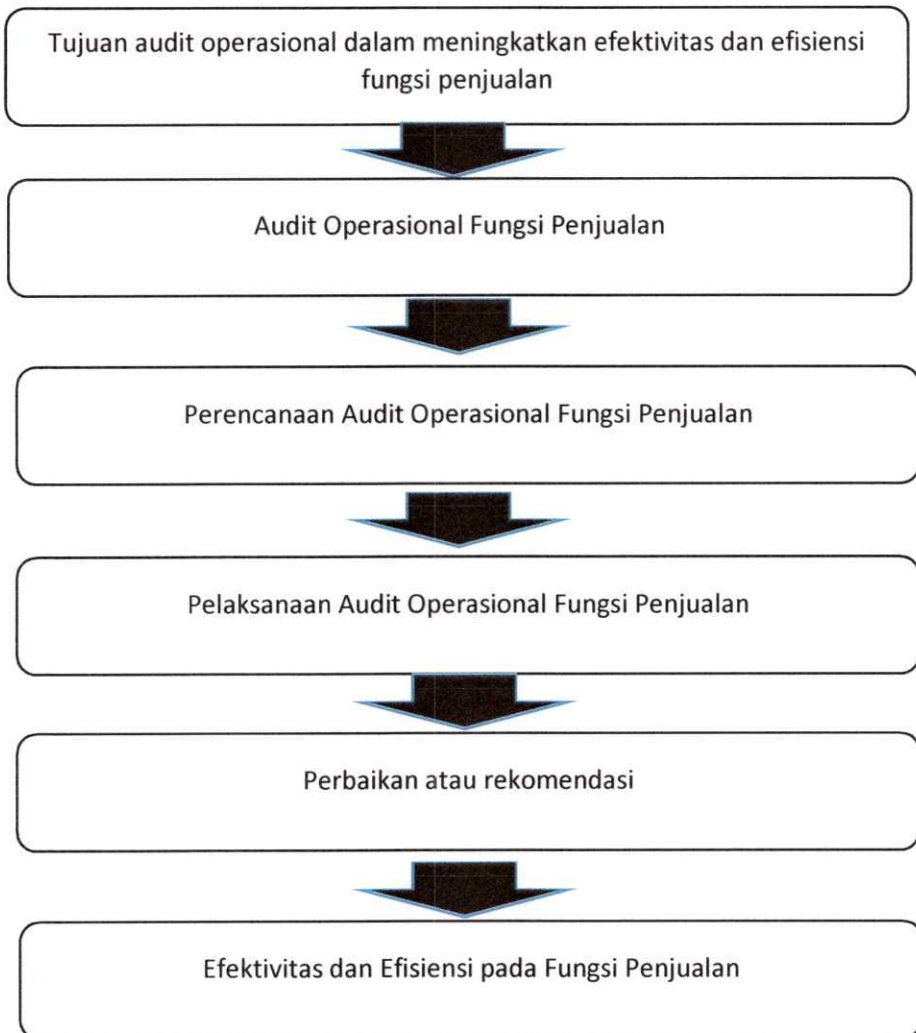 Tujuan audit operasional dalam meningkatkan efektivitas dan efisiensi
fungsi penjualan
Audit Operasional Fungsi Penjualan
Perencanaan Audit Operasional Fungsi Penjualan
Pelaksanaan Audit Operasional Fungsi Penjualan
Perbaikan atau rekomendasi
Efektivitas dan Efisiensi pada Fungsi Penjualan